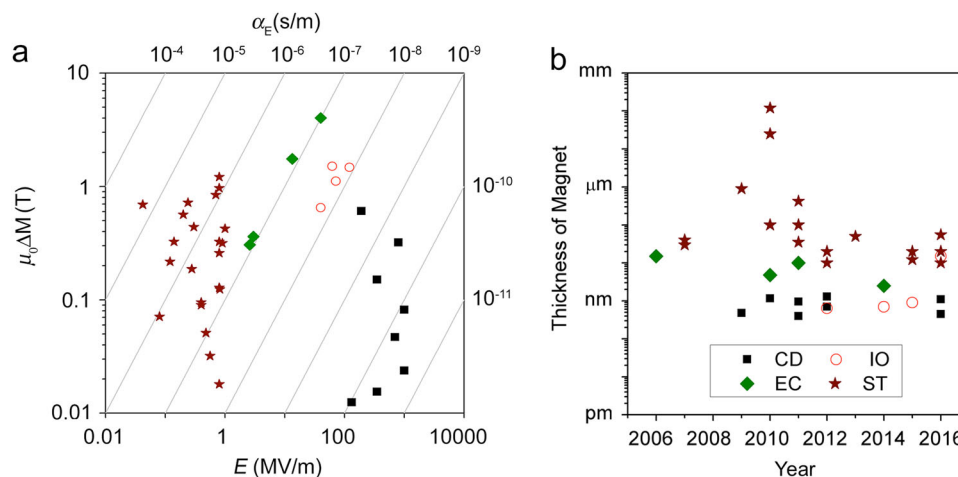 a
α_E(s/m)
10⁻⁴ 10⁻⁵ 10⁻⁶ 10⁻⁷ 10⁻⁸ 10⁻⁹
10⁻¹⁰
10⁻¹¹
μ₀ΔM (T)
10
1
0.1
0.01
0.01 1 100 10000
E (MV/m)
b
Thickness of Magnet
mm
μm
nm
pm
CD IO
EC ST
2006 2008 2010 2012 2014 2016
Year